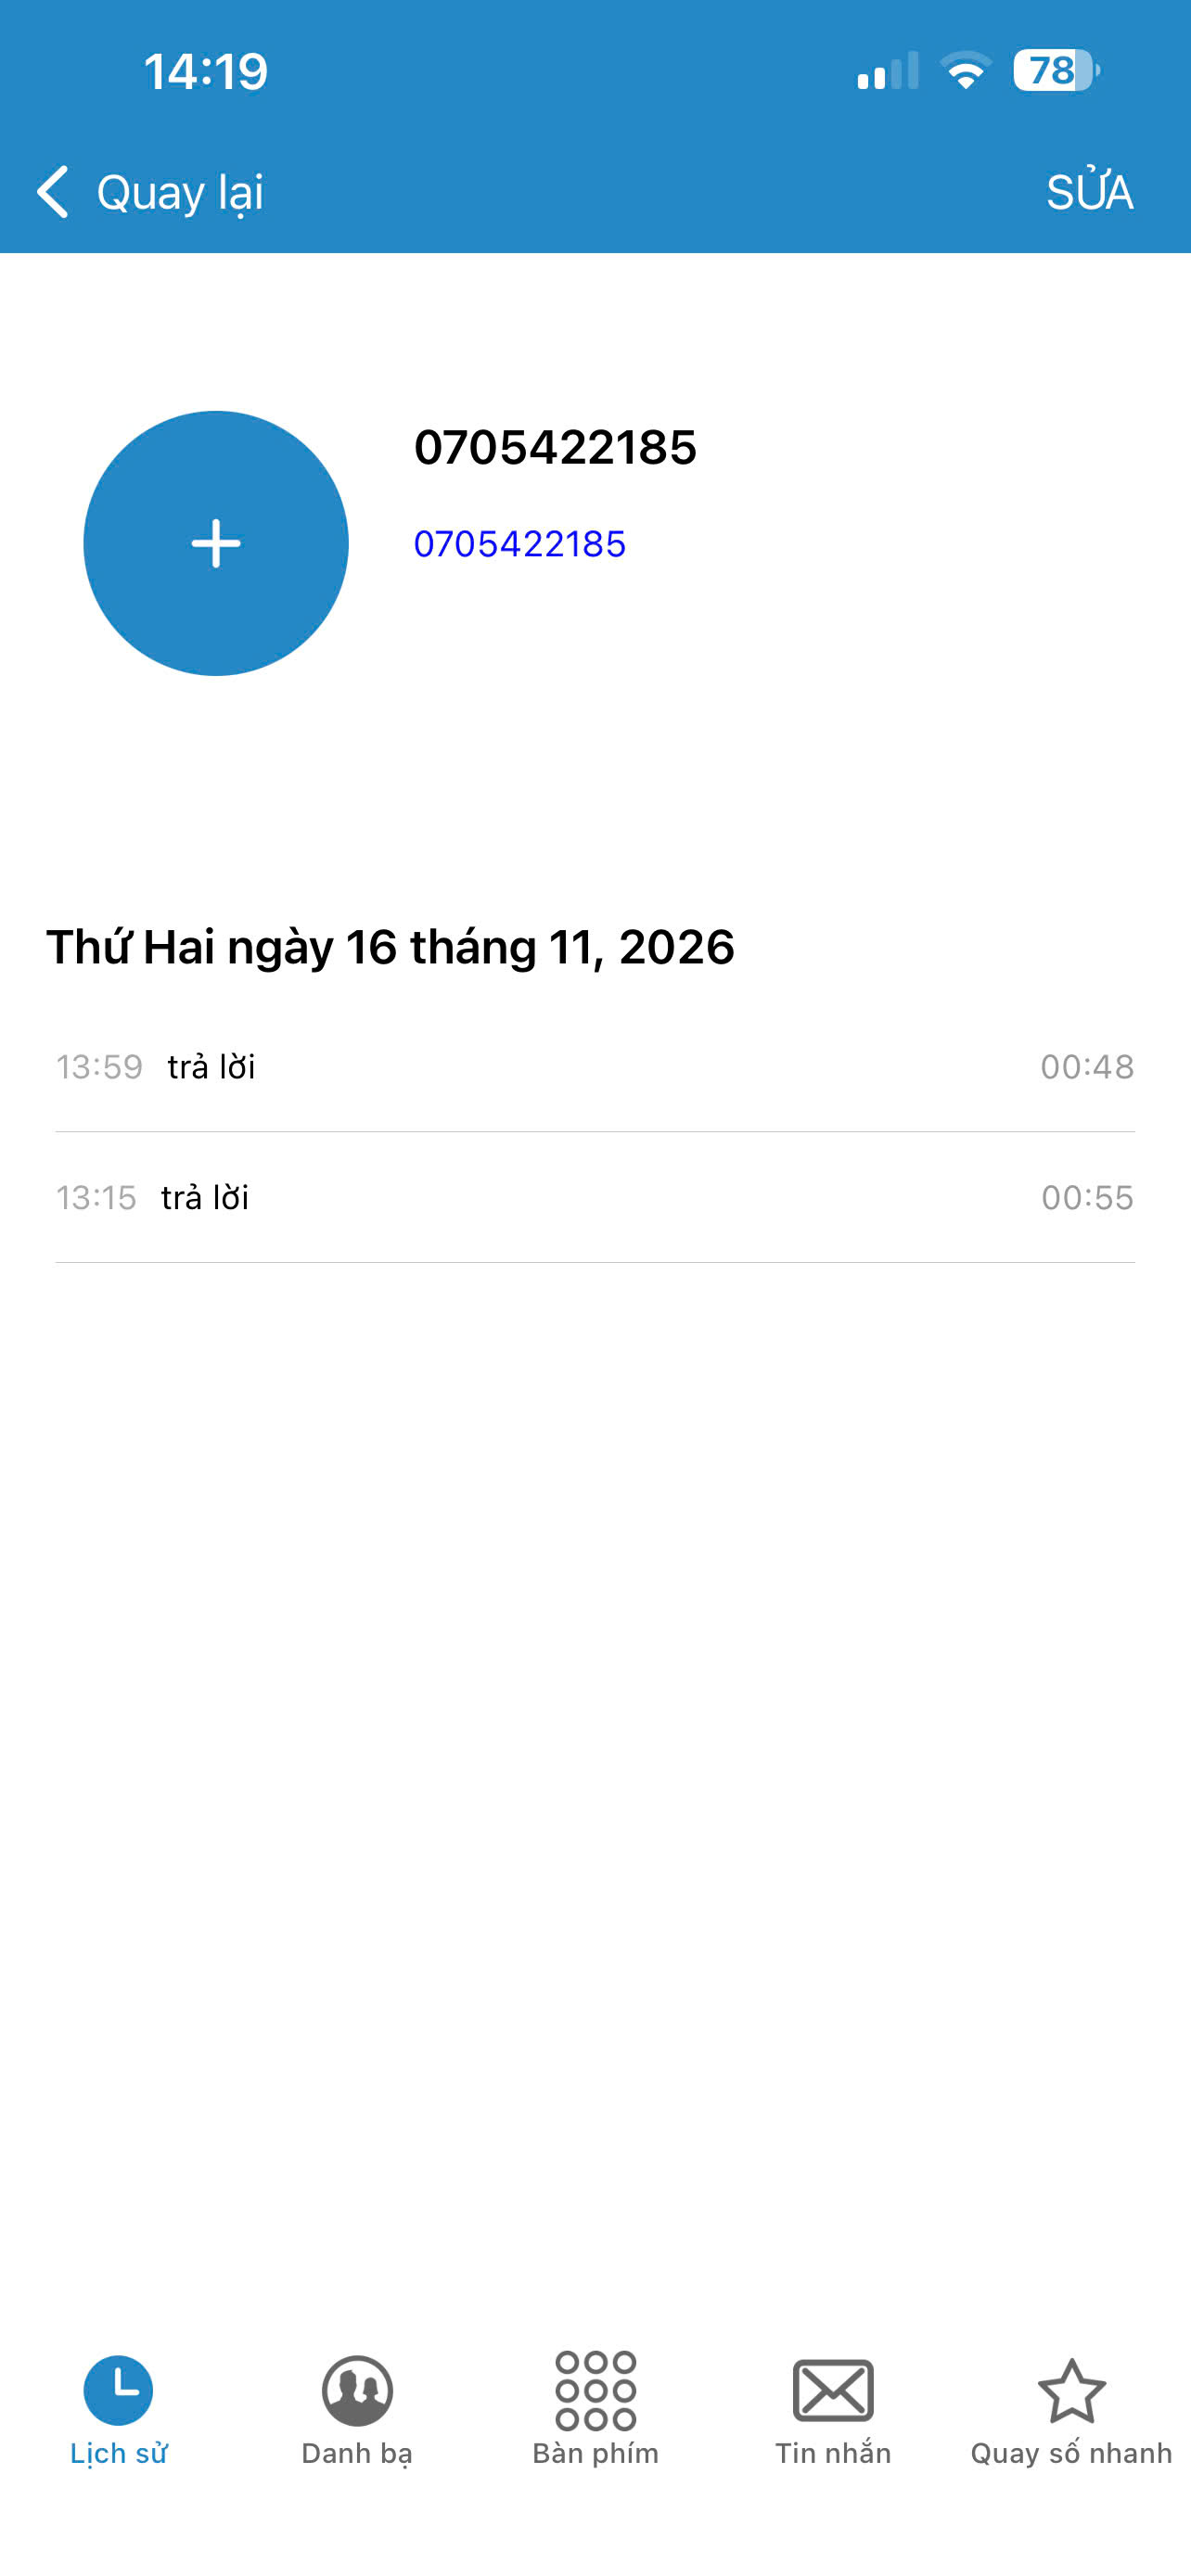 14:19
78
Quay lại
SỬA
0705422185
0705422185
Thứ Hai ngày 16 tháng 11, 2026
13:59 trả lời 00:48
13:15 trả lời 00:55
Lịch sử
Danh bạ
Bàn phím
Tin nhắn
Quay số nhanh